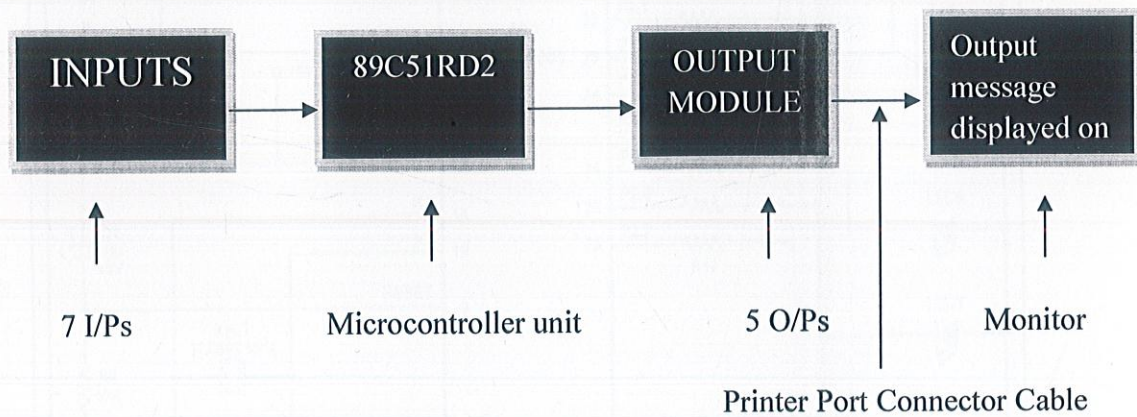 INPUTS
89C51RD2
OUTPUT
MODULE
Output
message
displayed on
7 I/Ps
Microcontroller unit
5 O/Ps
Monitor
Printer Port Connector Cable